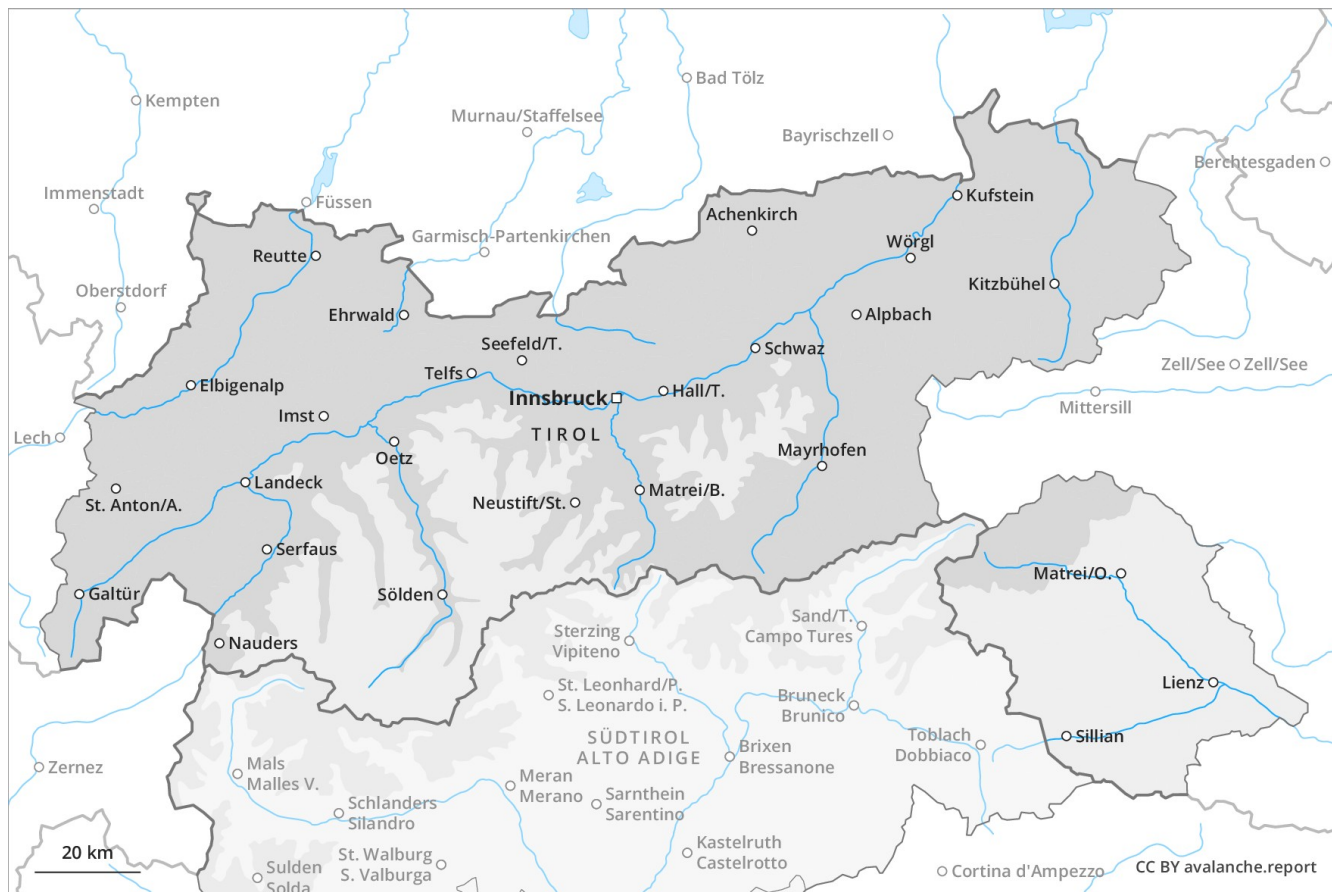 Kempten
Bad Tölz
Murnau/Staffelsee
Bayrischzell
Berchtesgaden
Immenstadt
Füssen
Kufstein
Achenkirch
Garmisch-Partenkirchen
Wörgl
Reutte
Kitzbühel
Oberstdorf
Ehrwald
Alpbach
Seefeld/T.
Schwaz
Telfs
Zell/See
Zell/See
Elbigenalp
Innsbruck
Hall/T.
Mittersill
Imst
TIROL
Lech
Oetz
Mayrhofen
Landeck
Matrei/B.
St. Anton/A.
Neustift/St.
Serfaus
Matrei/O.
Galtür
Sölden
Sand/T.
Campo Tures
Sterzing
Vipiteno
Nauders
Lienz
St. Leonhard/P.
S. Leonardo i. P.
Bruneck
Brunico
SÜDTIROL
ALTO ADIGE
Toblach
Dobbiaco
Sillian
Brixen
Bressanone
Zernez
Mals
Malles V.
Meran
Merano
Sarnthein
Sarentino
Schlanders
Silandro
Kastelruth
Castelrotto
20 km
St. Walburg
S. Valburga
Sulden
Solda
Cortina d'Ampezzo
CC BY avalanche.report